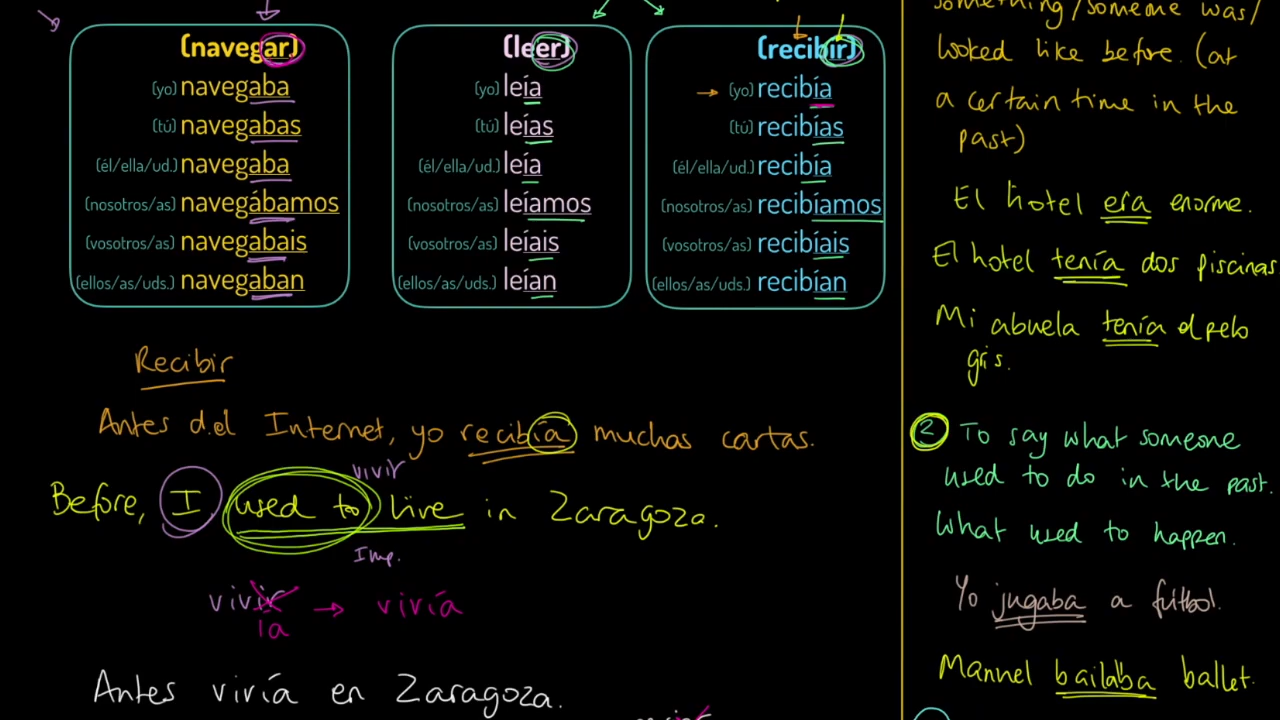 (navegar)
(yo) navegaba
(tú) navegabas
(él/ella/ud.) navegaba
(nosotros/as) navegábamos
(vosotros/as) navegabais
(ellos/as/uds.) navegaban
(leer)
(yo) leía
(tú) leías
(él/ella/ud.) leía
(nosotros/as) leíamos
(vosotros/as) leíais
(ellos/as/uds.) leían
(recibir)
(yo) recibía
(tú) recibías
(él/ella/ud.) recibía
(nosotros/as) recibíamos
(vosotros/as) recibíais
(ellos/as/uds.) recibían
Recibir
Antes del Internet, yo recibía muchas cartas.
vivir
Before, I used to live in Zaragoza.
Imp.
vivir → vivía
ía
Antes vivía en Zaragoza.
something/someone was/
looked like before. (at
a certain time in the
past)
El hotel era enorme.
El hotel tenía dos piscinas
Mi abuela tenía el pelo
gris.
2 To say what someone
used to do in the past.
What used to happen.
Yo jugaba a fútbol.
Manuel bailaba ballet.